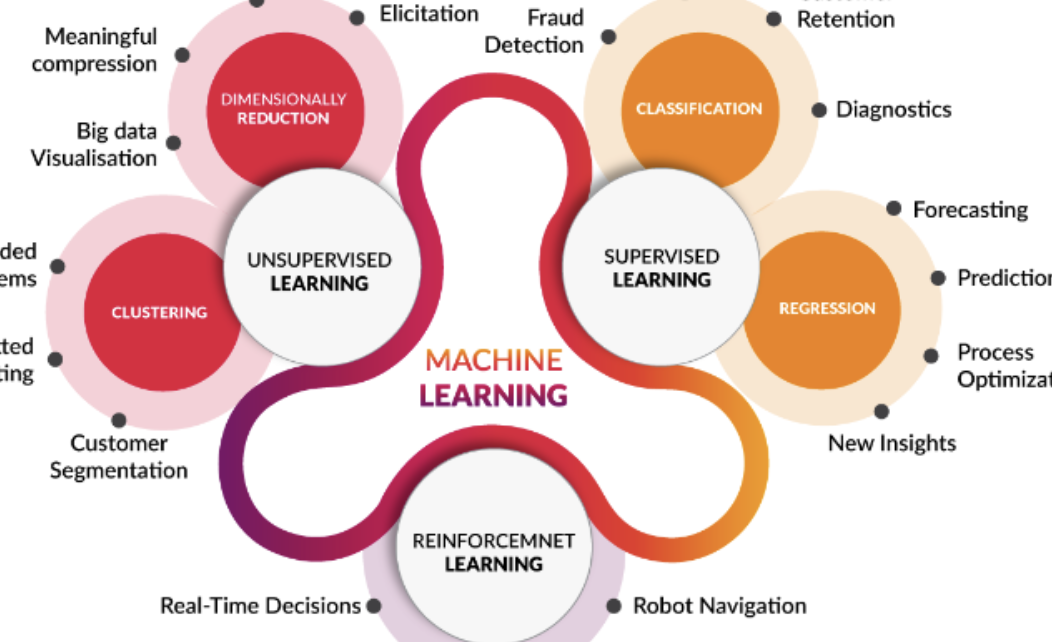 Elicitation
Meaningful
compression
Big data
Visualisation
DIMENSIONALLY
REDUCTION
Fraud
Detection
Retention
CLASSIFICATION
Diagnostics
UNSUPERVISED
LEARNING
CLUSTERING
Customer
Segmentation
SUPERVISED
LEARNING
REGRESSION
Forecasting
Process
New Insights
MACHINE
LEARNING
REINFORCEMNET
LEARNING
Real-Time Decisions
Robot Navigation